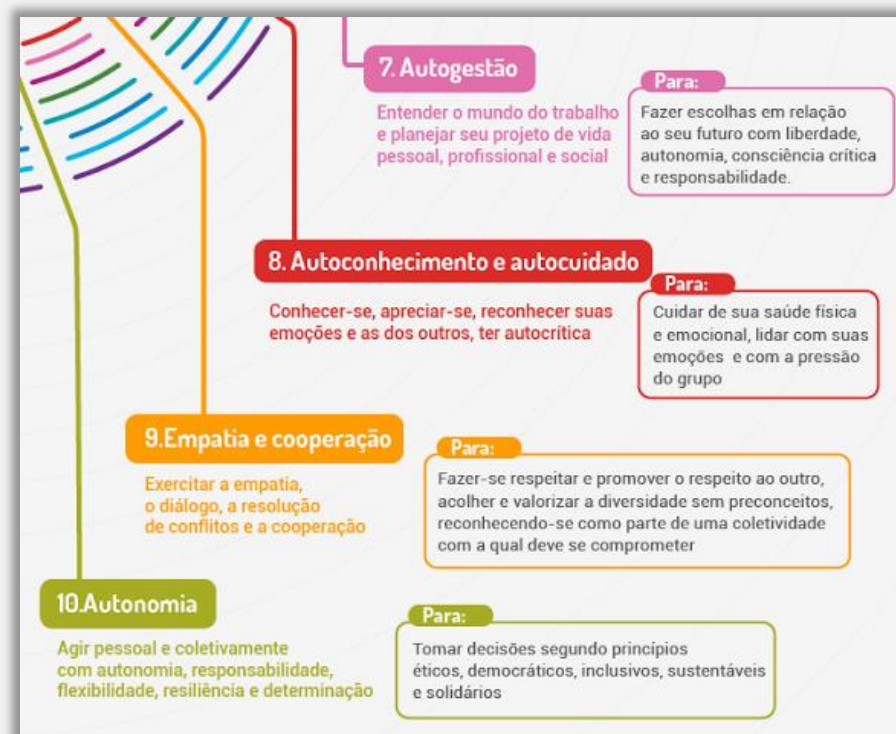 7. Autogestão
Entender o mundo do trabalho
e planejar seu projeto de vida
pessoal, profissional e social
Para:
Fazer escolhas em relação
ao seu futuro com liberdade,
autonomia, consciência crítica
e responsabilidade.
8. Autoconhecimento e autocuidado
Conhecer-se, apreciar-se, reconhecer suas
emoções e as dos outros, ter autocrítica
Para:
Cuidar de sua saúde física
e emocional, lidar com suas
emoções e com a pressão
do grupo
9.Empatia e cooperação
Exercitar a empatia,
o diálogo, a resolução
de conflitos e a cooperação
Para:
Fazer-se respeitar e promover o respeito ao outro,
acolher e valorizar a diversidade sem preconceitos,
reconhecendo-se como parte de uma coletividade
com a qual deve se comprometer
10.Autonomia
Agir pessoal e coletivamente
com autonomia, responsabilidade,
flexibilidade, resiliência e determinação
Para:
Tomar decisões segundo princípios
éticos, democráticos, inclusivos, sustentáveis
e solidários